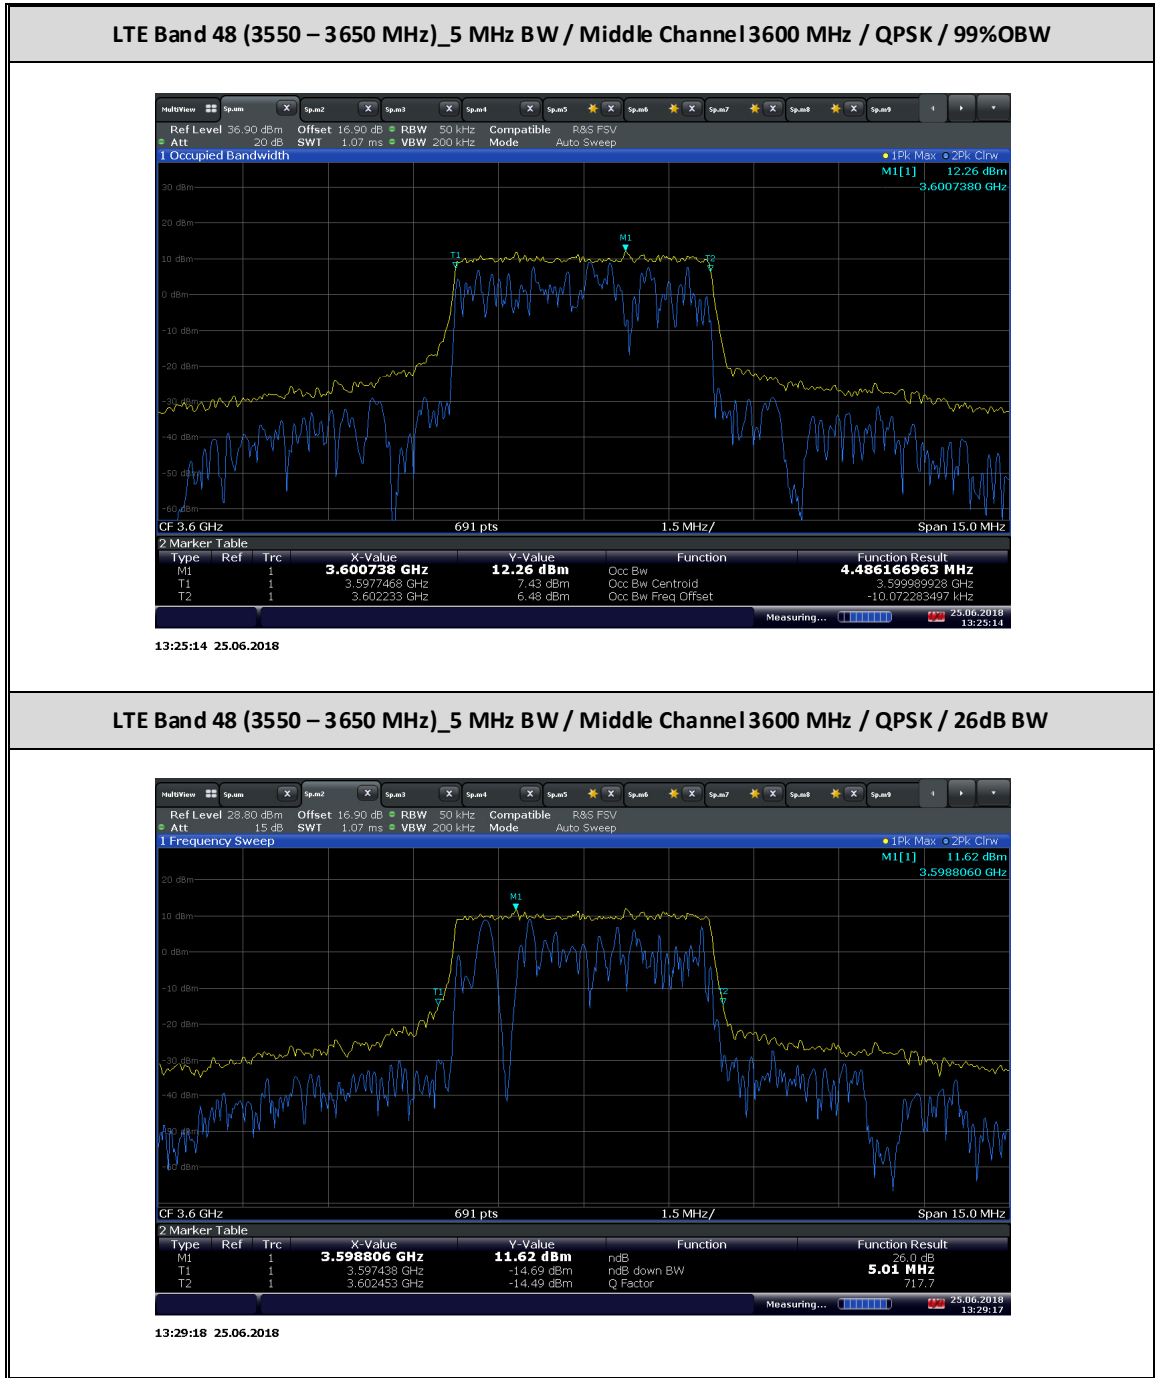 LTE Band 48 (3550 – 3650 MHz)_5 MHz BW / Middle Channel 3600 MHz / QPSK / 99%OBW
MultiView Sp.um X Sp.m2 X Sp.m3 X Sp.m4 X Sp.m5 X Sp.m6 X Sp.m7 X Sp.m8 X Sp.m9
Ref Level 36.90 dBm Offset 16.90 dB RBW 50 kHz Compatible R&S FSV
Att 20 dB SWT 1.07 ms VBW 200 kHz Mode Auto Sweep
1 Occupied Bandwidth 1Pk Max 2Pk Clrw
M1[1] 12.26 dBm
3.6007380 GHz
30 dBm
20 dBm
M1
T1
T2
10 dBm
0 dBm
-10 dBm
-20 dBm
-30 dBm
-40 dBm
-50 dBm
-60 dBm
CF 3.6 GHz 691 pts 1.5 MHz/ Span 15.0 MHz
2 Marker Table
Type Ref Trc X-Value Y-Value Function Function Result
M1 1 3.600738 GHz 12.26 dBm Occ Bw 4.486166963 MHz
T1 1 3.5977468 GHz 7.43 dBm Occ Bw Centroid 3.599989928 GHz
T2 1 3.602233 GHz 6.48 dBm Occ Bw Freq Offset -10.072283497 kHz
Measuring... 25.06.2018
13:25:14
13:25:14 25.06.2018
LTE Band 48 (3550 – 3650 MHz)_5 MHz BW / Middle Channel 3600 MHz / QPSK / 26dB BW
MultiView Sp.um X Sp.m2 X Sp.m3 X Sp.m4 X Sp.m5 X Sp.m6 X Sp.m7 X Sp.m8 X Sp.m9
Ref Level 28.80 dBm Offset 16.90 dB RBW 50 kHz Compatible R&S FSV
Att 15 dB SWT 1.07 ms VBW 200 kHz Mode Auto Sweep
1 Frequency Sweep 1Pk Max 2Pk Clrw
M1[1] 11.62 dBm
3.5988060 GHz
20 dBm
M1
10 dBm
0 dBm
-10 dBm
T1
T2
-20 dBm
-30 dBm
-40 dBm
-50 dBm
-60 dBm
CF 3.6 GHz 691 pts 1.5 MHz/ Span 15.0 MHz
2 Marker Table
Type Ref Trc X-Value Y-Value Function Function Result
M1 1 3.598806 GHz 11.62 dBm ndB 26.0 dB
T1 1 3.597438 GHz -14.69 dBm ndB down BW 5.01 MHz
T2 1 3.602453 GHz -14.49 dBm Q Factor 717.7
Measuring... 25.06.2018
13:29:17
13:29:18 25.06.2018